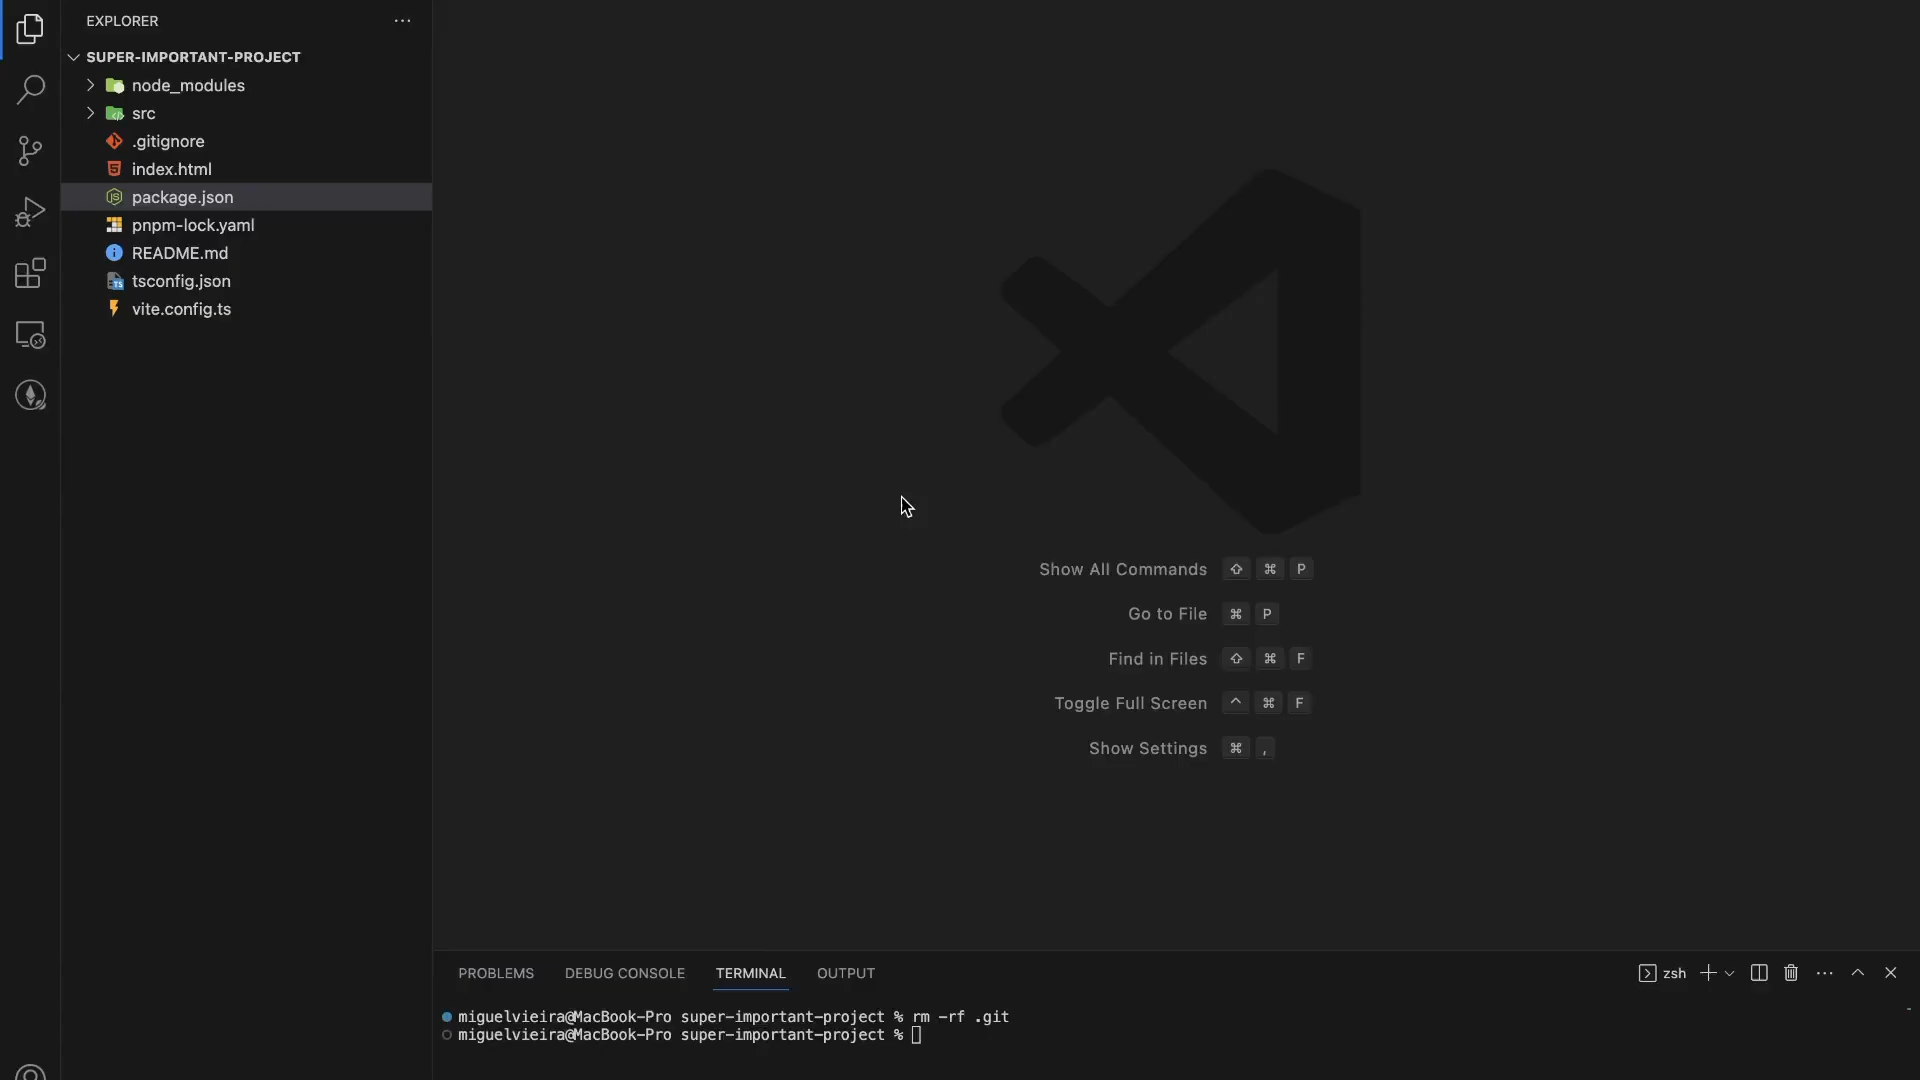 EXPLORER
SUPER-IMPORTANT-PROJECT
node_modules
src
.gitignore
index.html
package.json
pnpm-lock.yaml
README.md
tsconfig.json
vite.config.ts
Show All Commands ⇧ ⌘ P
Go to File ⌘ P
Find in Files ⇧ ⌘ F
Toggle Full Screen ^ ⌘ F
Show Settings ⌘ ,
PROBLEMS DEBUG CONSOLE TERMINAL OUTPUT zsh
miguelvieira@MacBook-Pro super-important-project % rm -rf .git
miguelvieira@MacBook-Pro super-important-project %